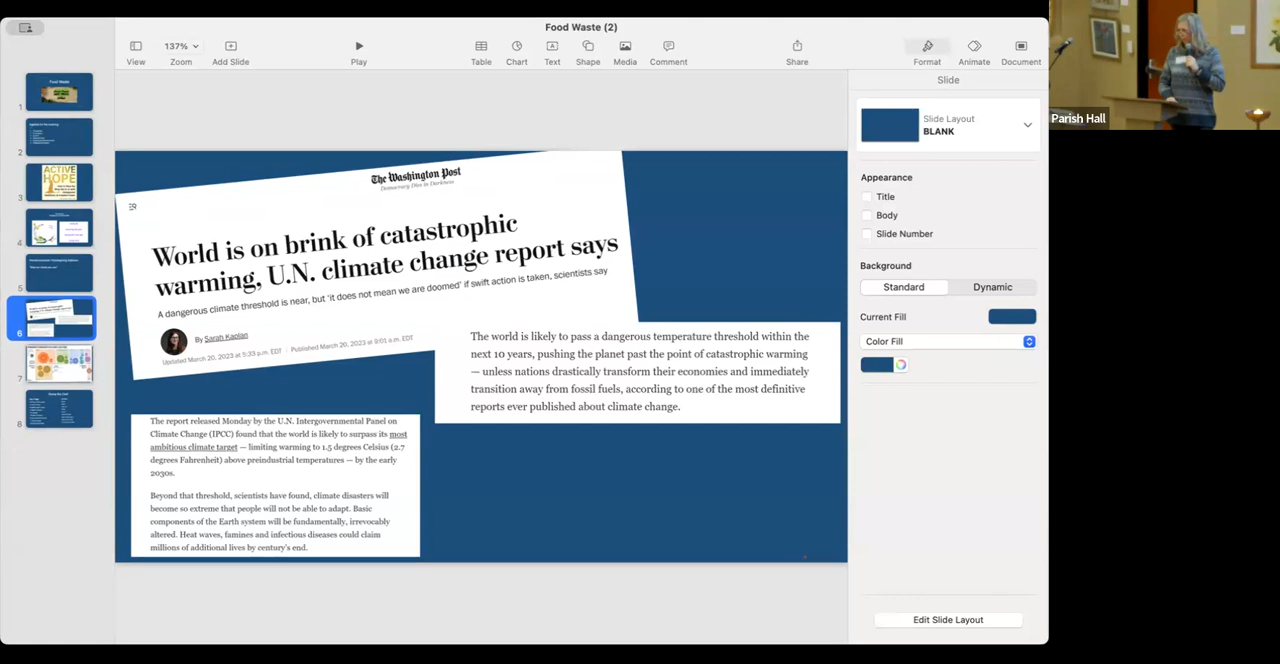 Food Waste (2)
137%
View
Zoom
Add Slide
Play
Table
Chart
Text
Shape
Media
Comment
Share
Format
Animate
Document
Parish Hall
1
Food Waste
2
3
ACTIVE
HOPE
4
5
6
7
8
The Washington Post
Democracy Dies in Darkness
World is on brink of catastrophic
warming, U.N. climate change report says
A dangerous climate threshold is near, but ‘it does not mean we are doomed’ if swift action is taken, scientists say
By Sarah Kaplan
Updated March 20, 2023 at 5:33 p.m. EDT | Published March 20, 2023 at 9:01 a.m. EDT
The world is likely to pass a dangerous temperature threshold within the
next 10 years, pushing the planet past the point of catastrophic warming
— unless nations drastically transform their economies and immediately
transition away from fossil fuels, according to one of the most definitive
reports ever published about climate change.
The report released Monday by the U.N. Intergovernmental Panel on
Climate Change (IPCC) found that the world is likely to surpass its most
ambitious climate target — limiting warming to 1.5 degrees Celsius (2.7
degrees Fahrenheit) above preindustrial temperatures — by the early
2030s.
Beyond that threshold, scientists have found, climate disasters will
become so extreme that people will not be able to adapt. Basic
components of the Earth system will be fundamentally, irrevocably
altered. Heat waves, famines and infectious diseases could claim
millions of additional lives by century’s end.
Slide
Slide Layout
BLANK
Appearance
Title
Body
Slide Number
Background
Standard
Dynamic
Current Fill
Color Fill
Edit Slide Layout